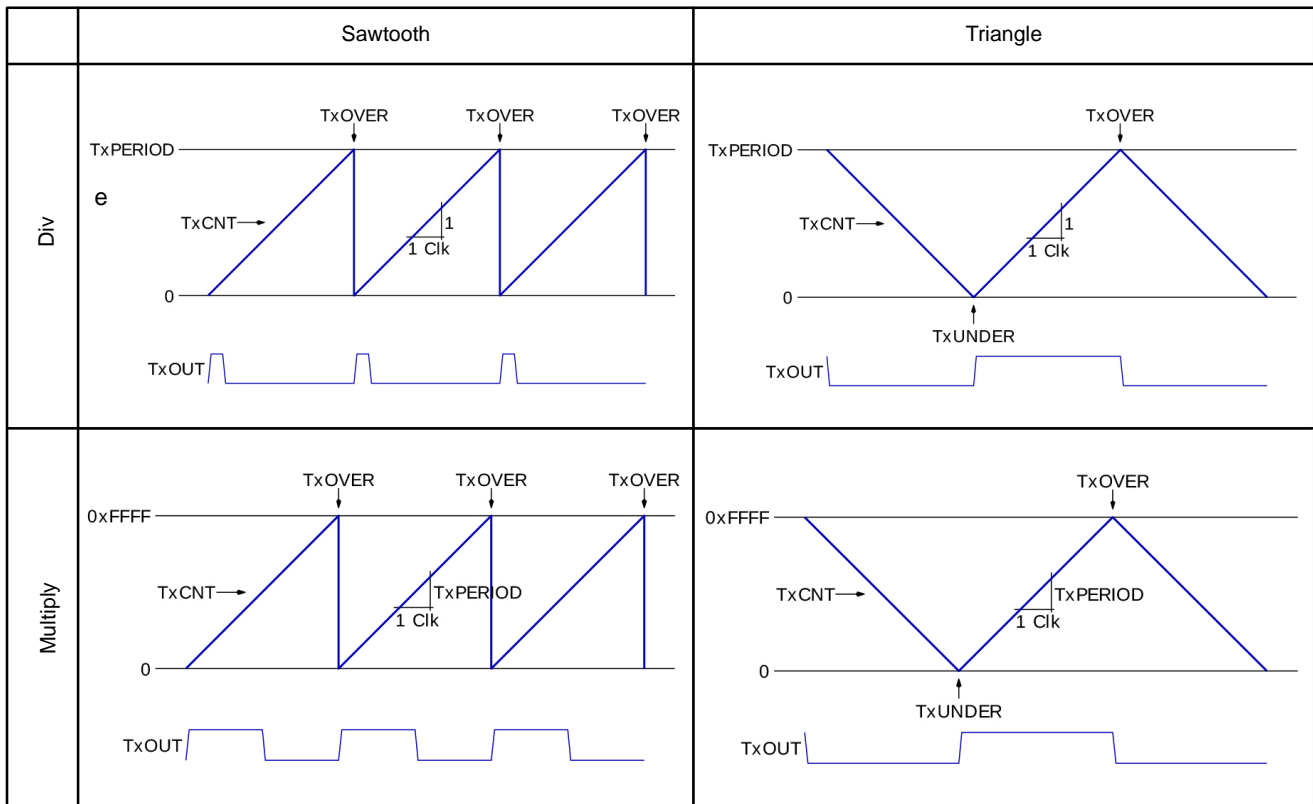 Sawtooth
Triangle
Div
TxOVER
TxOVER
TxOVER
TxPERIOD
e
TxCNT
1
1 Clk
0
TxOUT
TxOVER
TxPERIOD
TxCNT
1
1 Clk
0
TxUNDER
TxOUT
Multiply
TxOVER
TxOVER
TxOVER
0xFFFF
TxCNT
TxPERIOD
1 Clk
0
TxOUT
TxOVER
0xFFFF
TxCNT
TxPERIOD
1 Clk
0
TxUNDER
TxOUT